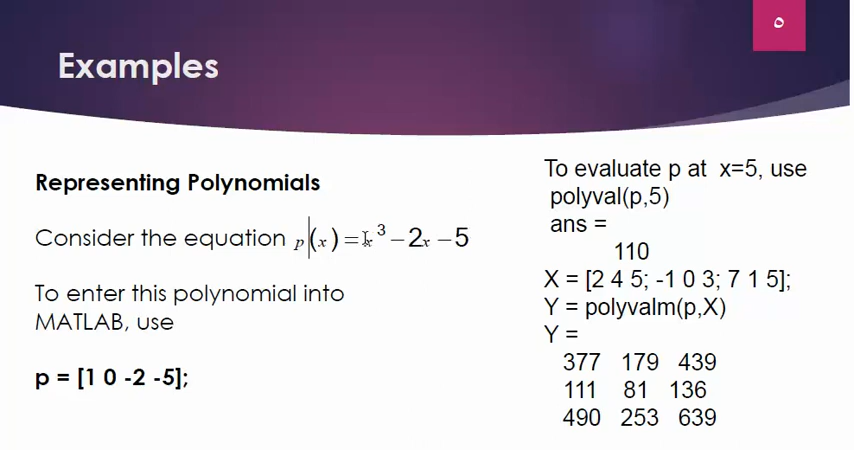 ٥
Examples
Representing Polynomials
Consider the equation p(x) = x³ − 2x − 5
To enter this polynomial into
MATLAB, use
p = [1 0 -2 -5];
To evaluate p at x=5, use
polyval(p,5)
ans =
110
X = [2 4 5; -1 0 3; 7 1 5];
Y = polyvalm(p,X)
Y =
377 179 439
111 81 136
490 253 639